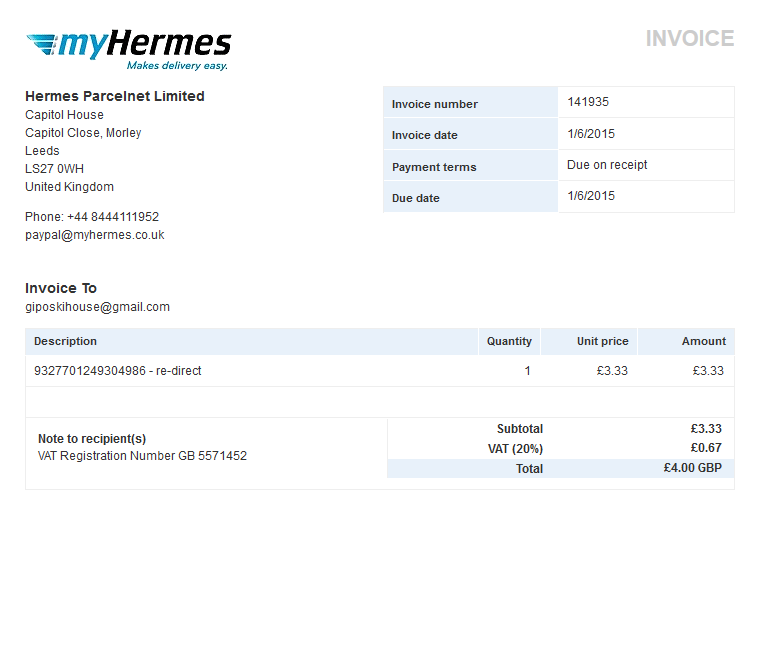 myHermes
Makes delivery easy.
INVOICE
Hermes Parcelnet Limited
Capitol House
Capitol Close, Morley
Leeds
LS27 0WH
United Kingdom
Phone: +44 8444111952
paypal@myhermes.co.uk
Invoice number 141935
Invoice date 1/6/2015
Payment terms Due on receipt
Due date 1/6/2015
Invoice To
giposkihouse@gmail.com
Description Quantity Unit price Amount
9327701249304986 - re-direct 1 £3.33 £3.33
Note to recipient(s)
VAT Registration Number GB 5571452
Subtotal £3.33
VAT (20%) £0.67
Total £4.00 GBP